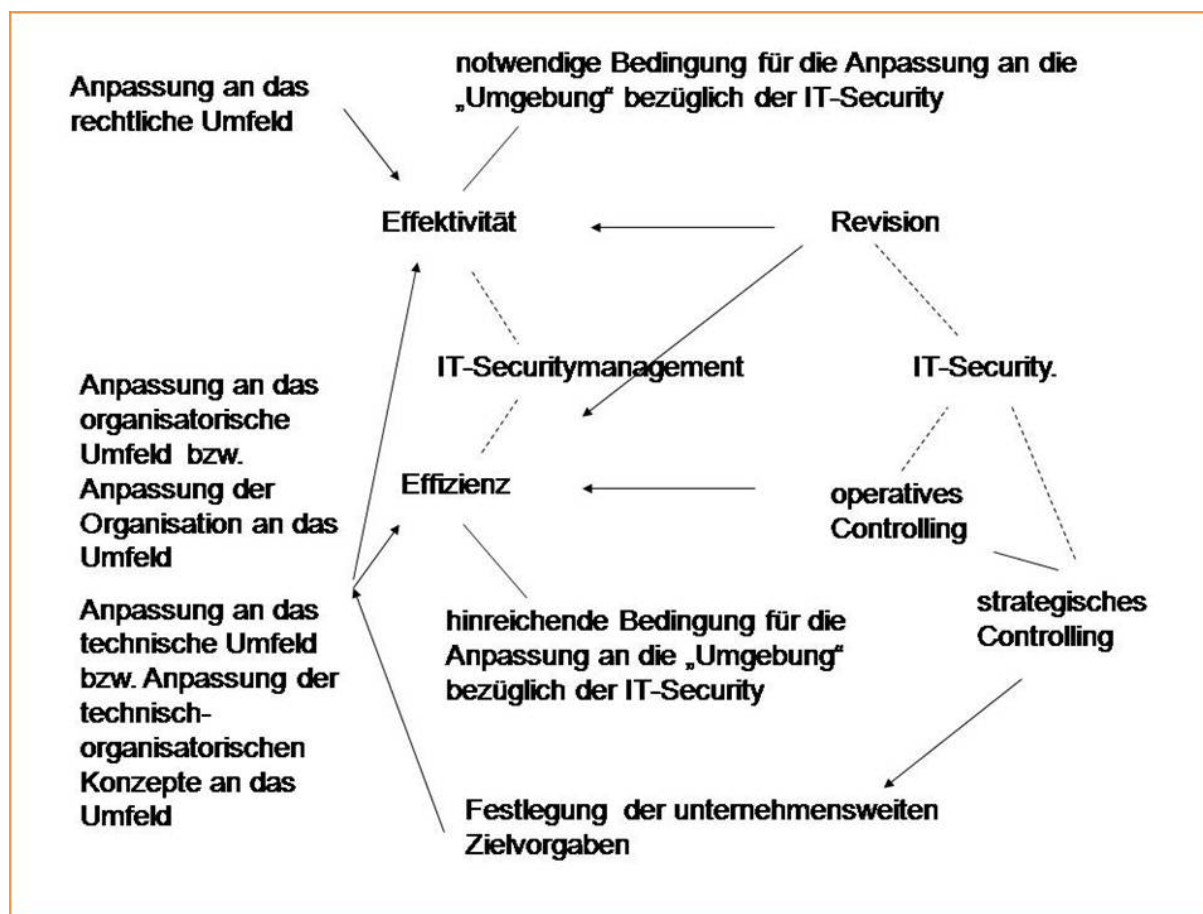 Anpassung an das
rechtliche Umfeld
notwendige Bedingung für die Anpassung an die
„Umgebung“ bezüglich der IT-Security
Effektivität
Revision
IT-Securitymanagement
IT-Security.
Anpassung an das
organisatorische
Umfeld bzw.
Anpassung der
Organisation an das
Umfeld
Effizienz
operatives
Controlling
Anpassung an das
technische Umfeld
bzw. Anpassung der
technisch-
organisatorischen
Konzepte an das
Umfeld
hinreichende Bedingung für die
Anpassung an die „Umgebung“
bezüglich der IT-Security
strategisches
Controlling
Festlegung der unternehmensweiten
Zielvorgaben